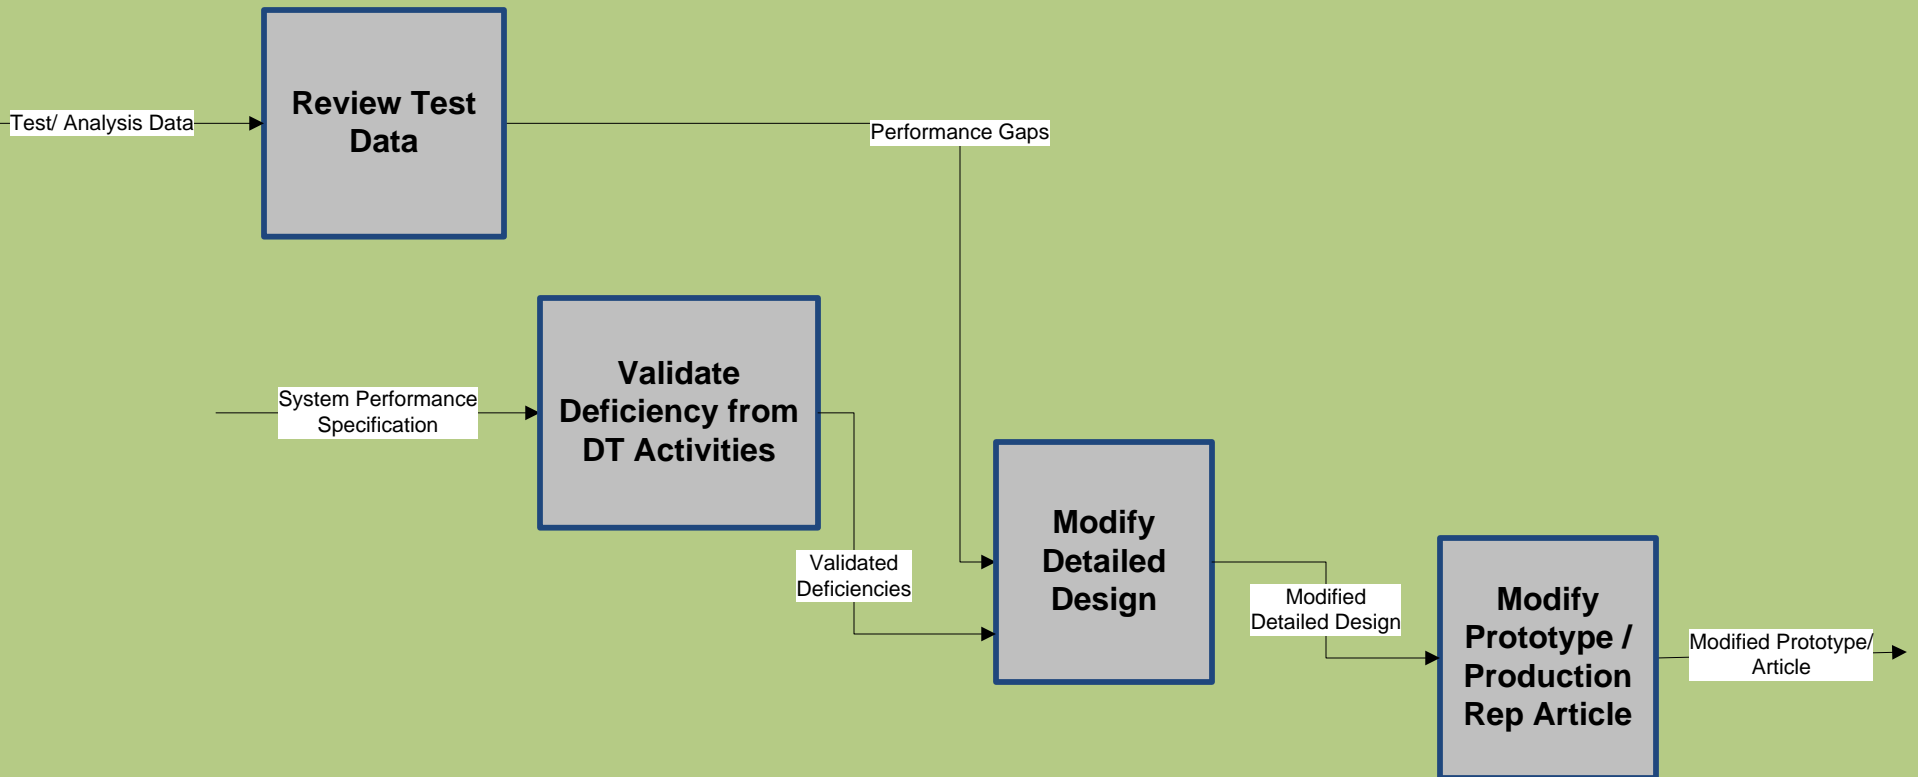 Review Test
Data
Test/ Analysis Data
Performance Gaps
Validate
Deficiency from
DT Activities
System Performance
Specification
Validated
Deficiencies
Modify
Detailed
Design
Modified
Detailed Design
Modify
Prototype /
Production
Rep Article
Modified Prototype/
Article